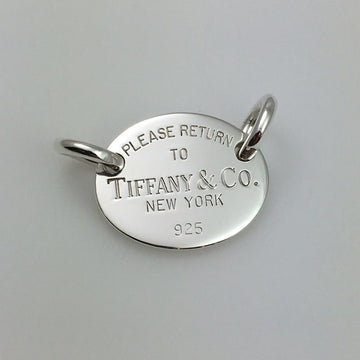 PLEASE RETURN
TO
TIFFANY & CO.
NEW YORK
925